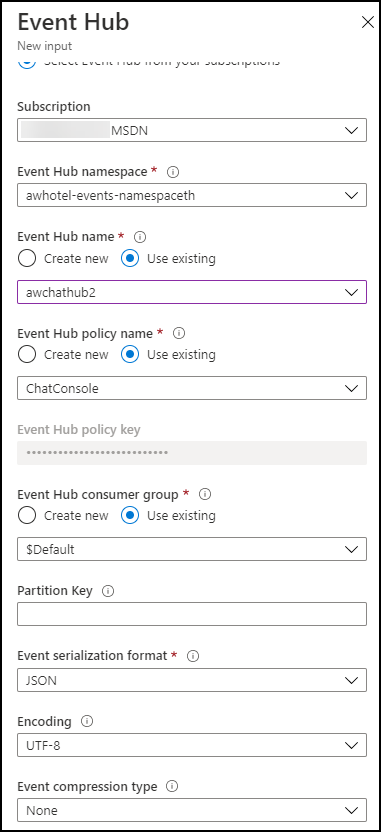 Event Hub
New input
Select Event Hub from your subscriptions
Subscription
MSDN
Event Hub namespace *
awhotel-events-namespaceth
Event Hub name *
Create new Use existing
awchathub2
Event Hub policy name *
Create new Use existing
ChatConsole
Event Hub policy key
••••••••••••••••••••••••••••
Event Hub consumer group *
Create new Use existing
$Default
Partition Key
Event serialization format *
JSON
Encoding
UTF-8
Event compression type
None